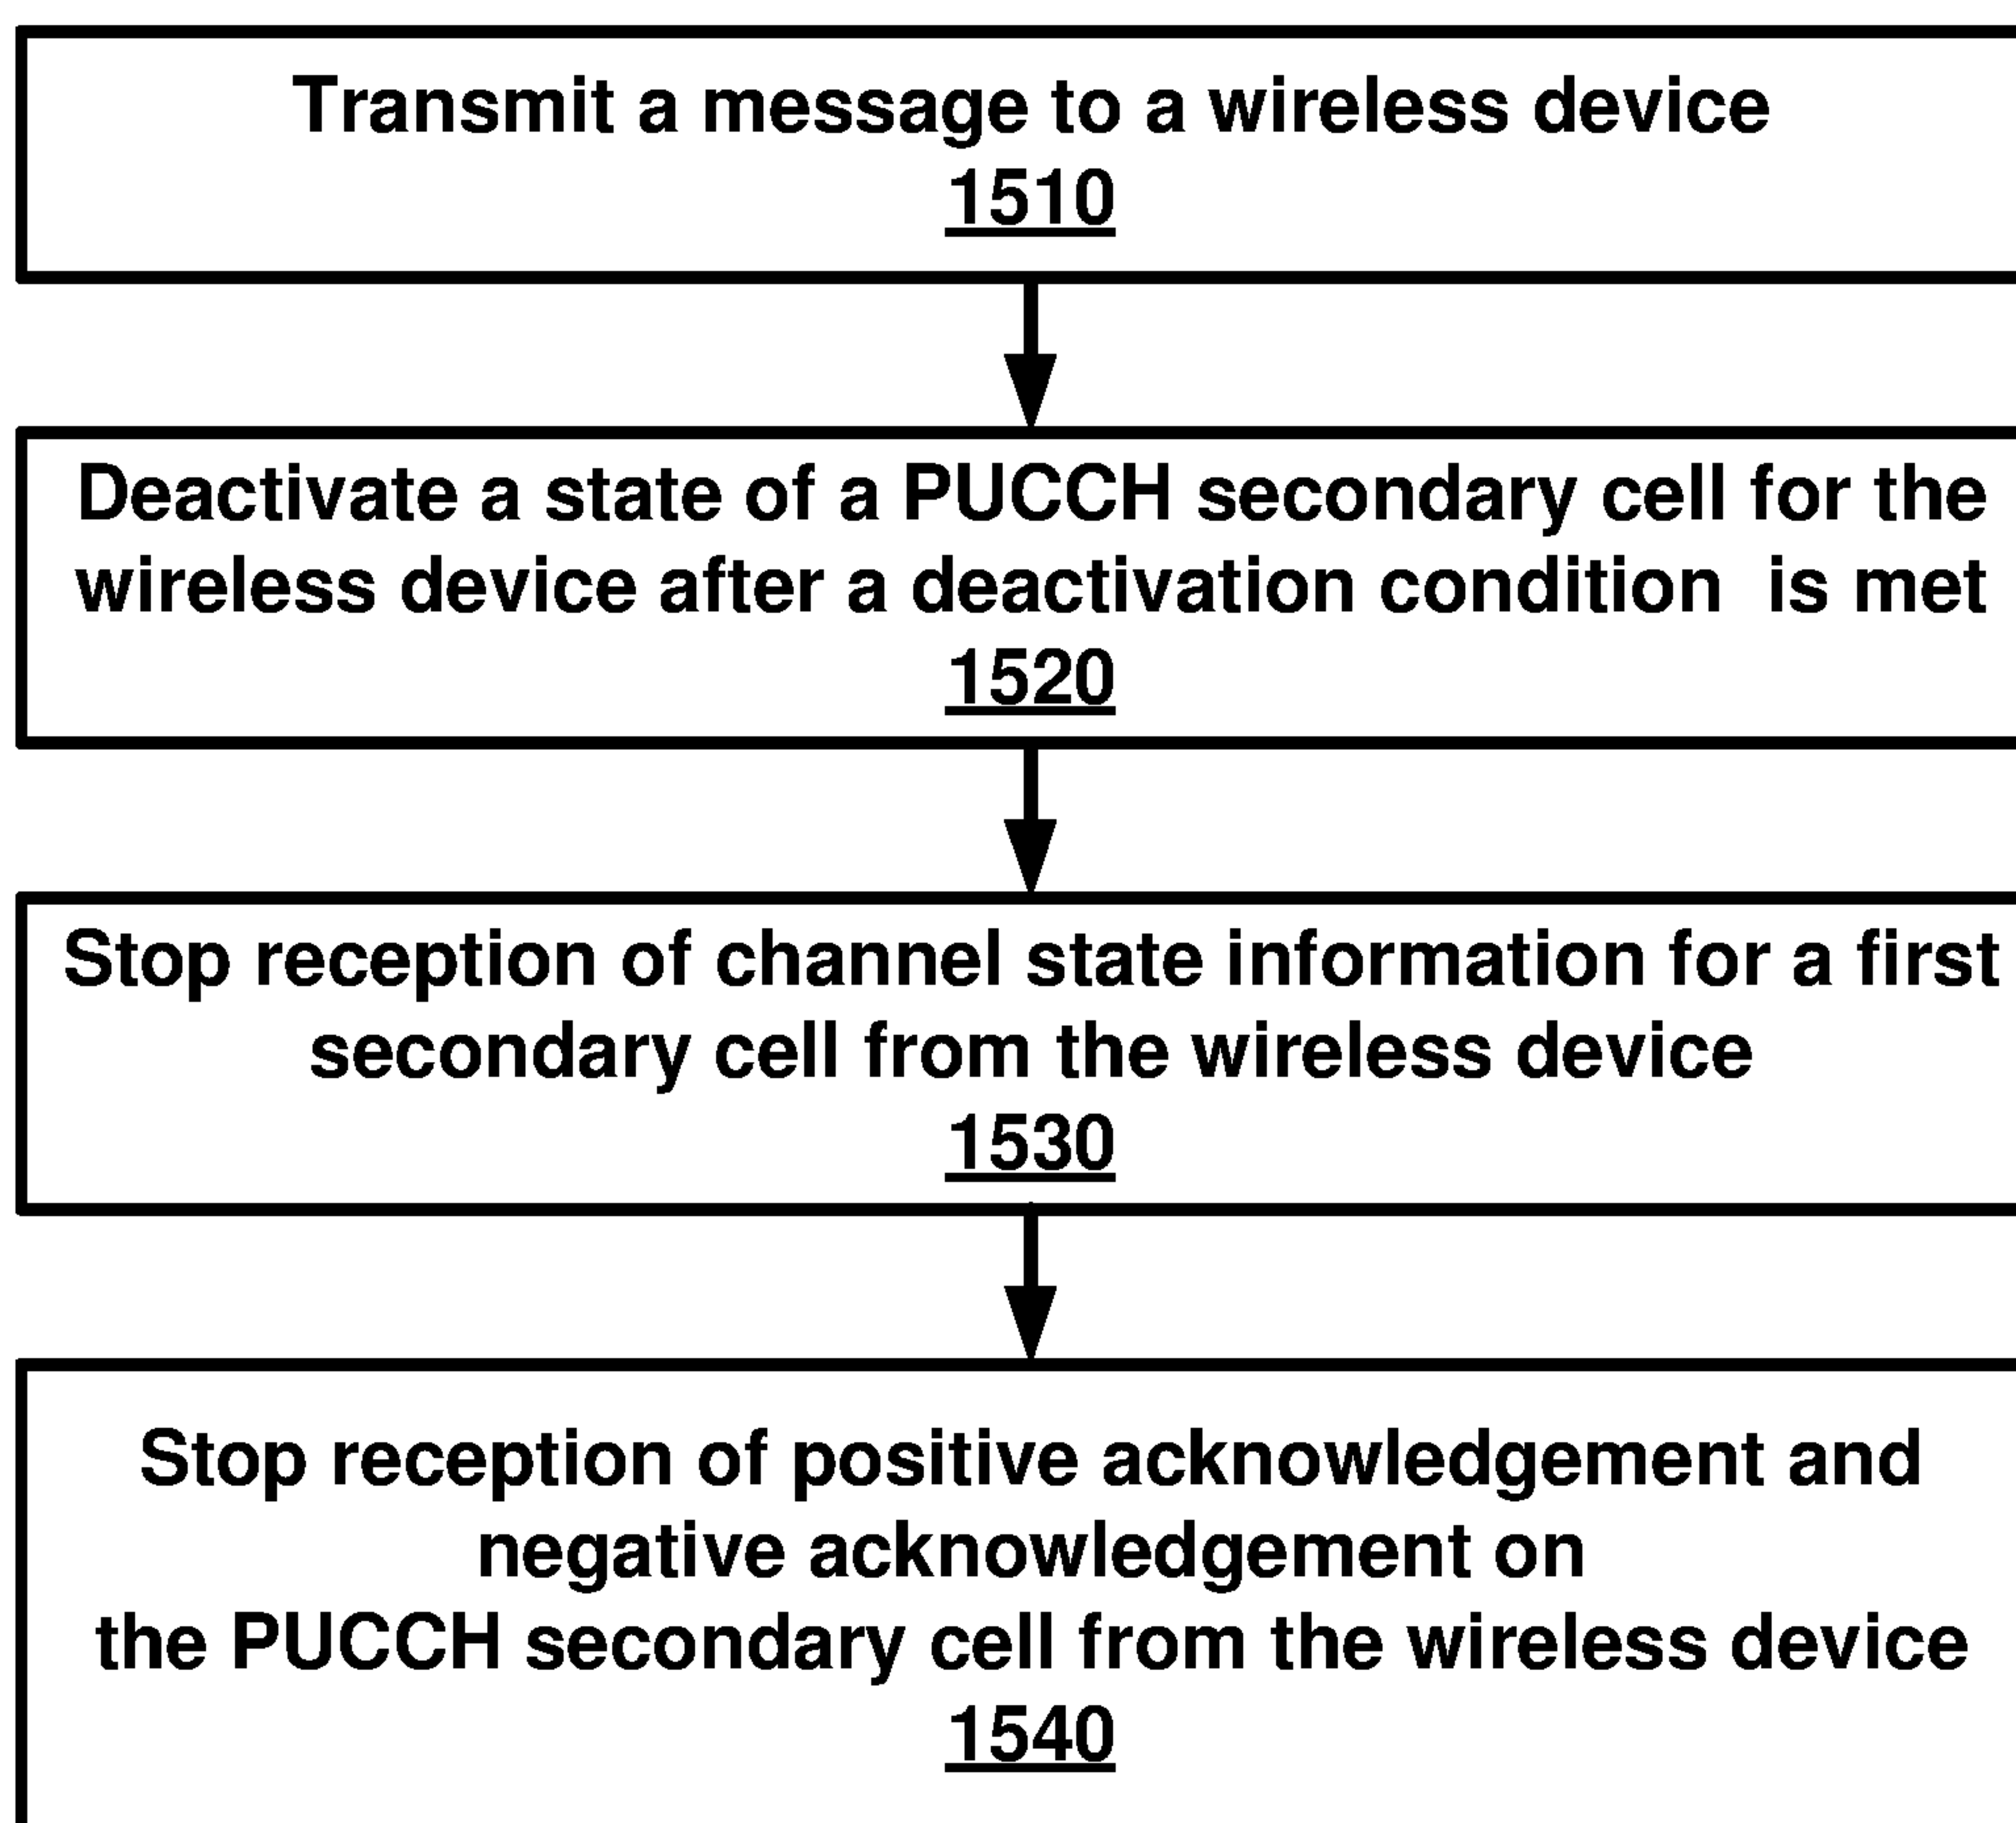 Transmit a message to a wireless device
1510
Deactivate a state of a PUCCH secondary cell for the
wireless device after a deactivation condition  is met
1520
Stop reception of channel state information for a first
secondary cell from the wireless device
1530
Stop reception of positive acknowledgement and
negative acknowledgement on
the PUCCH secondary cell from the wireless device
1540